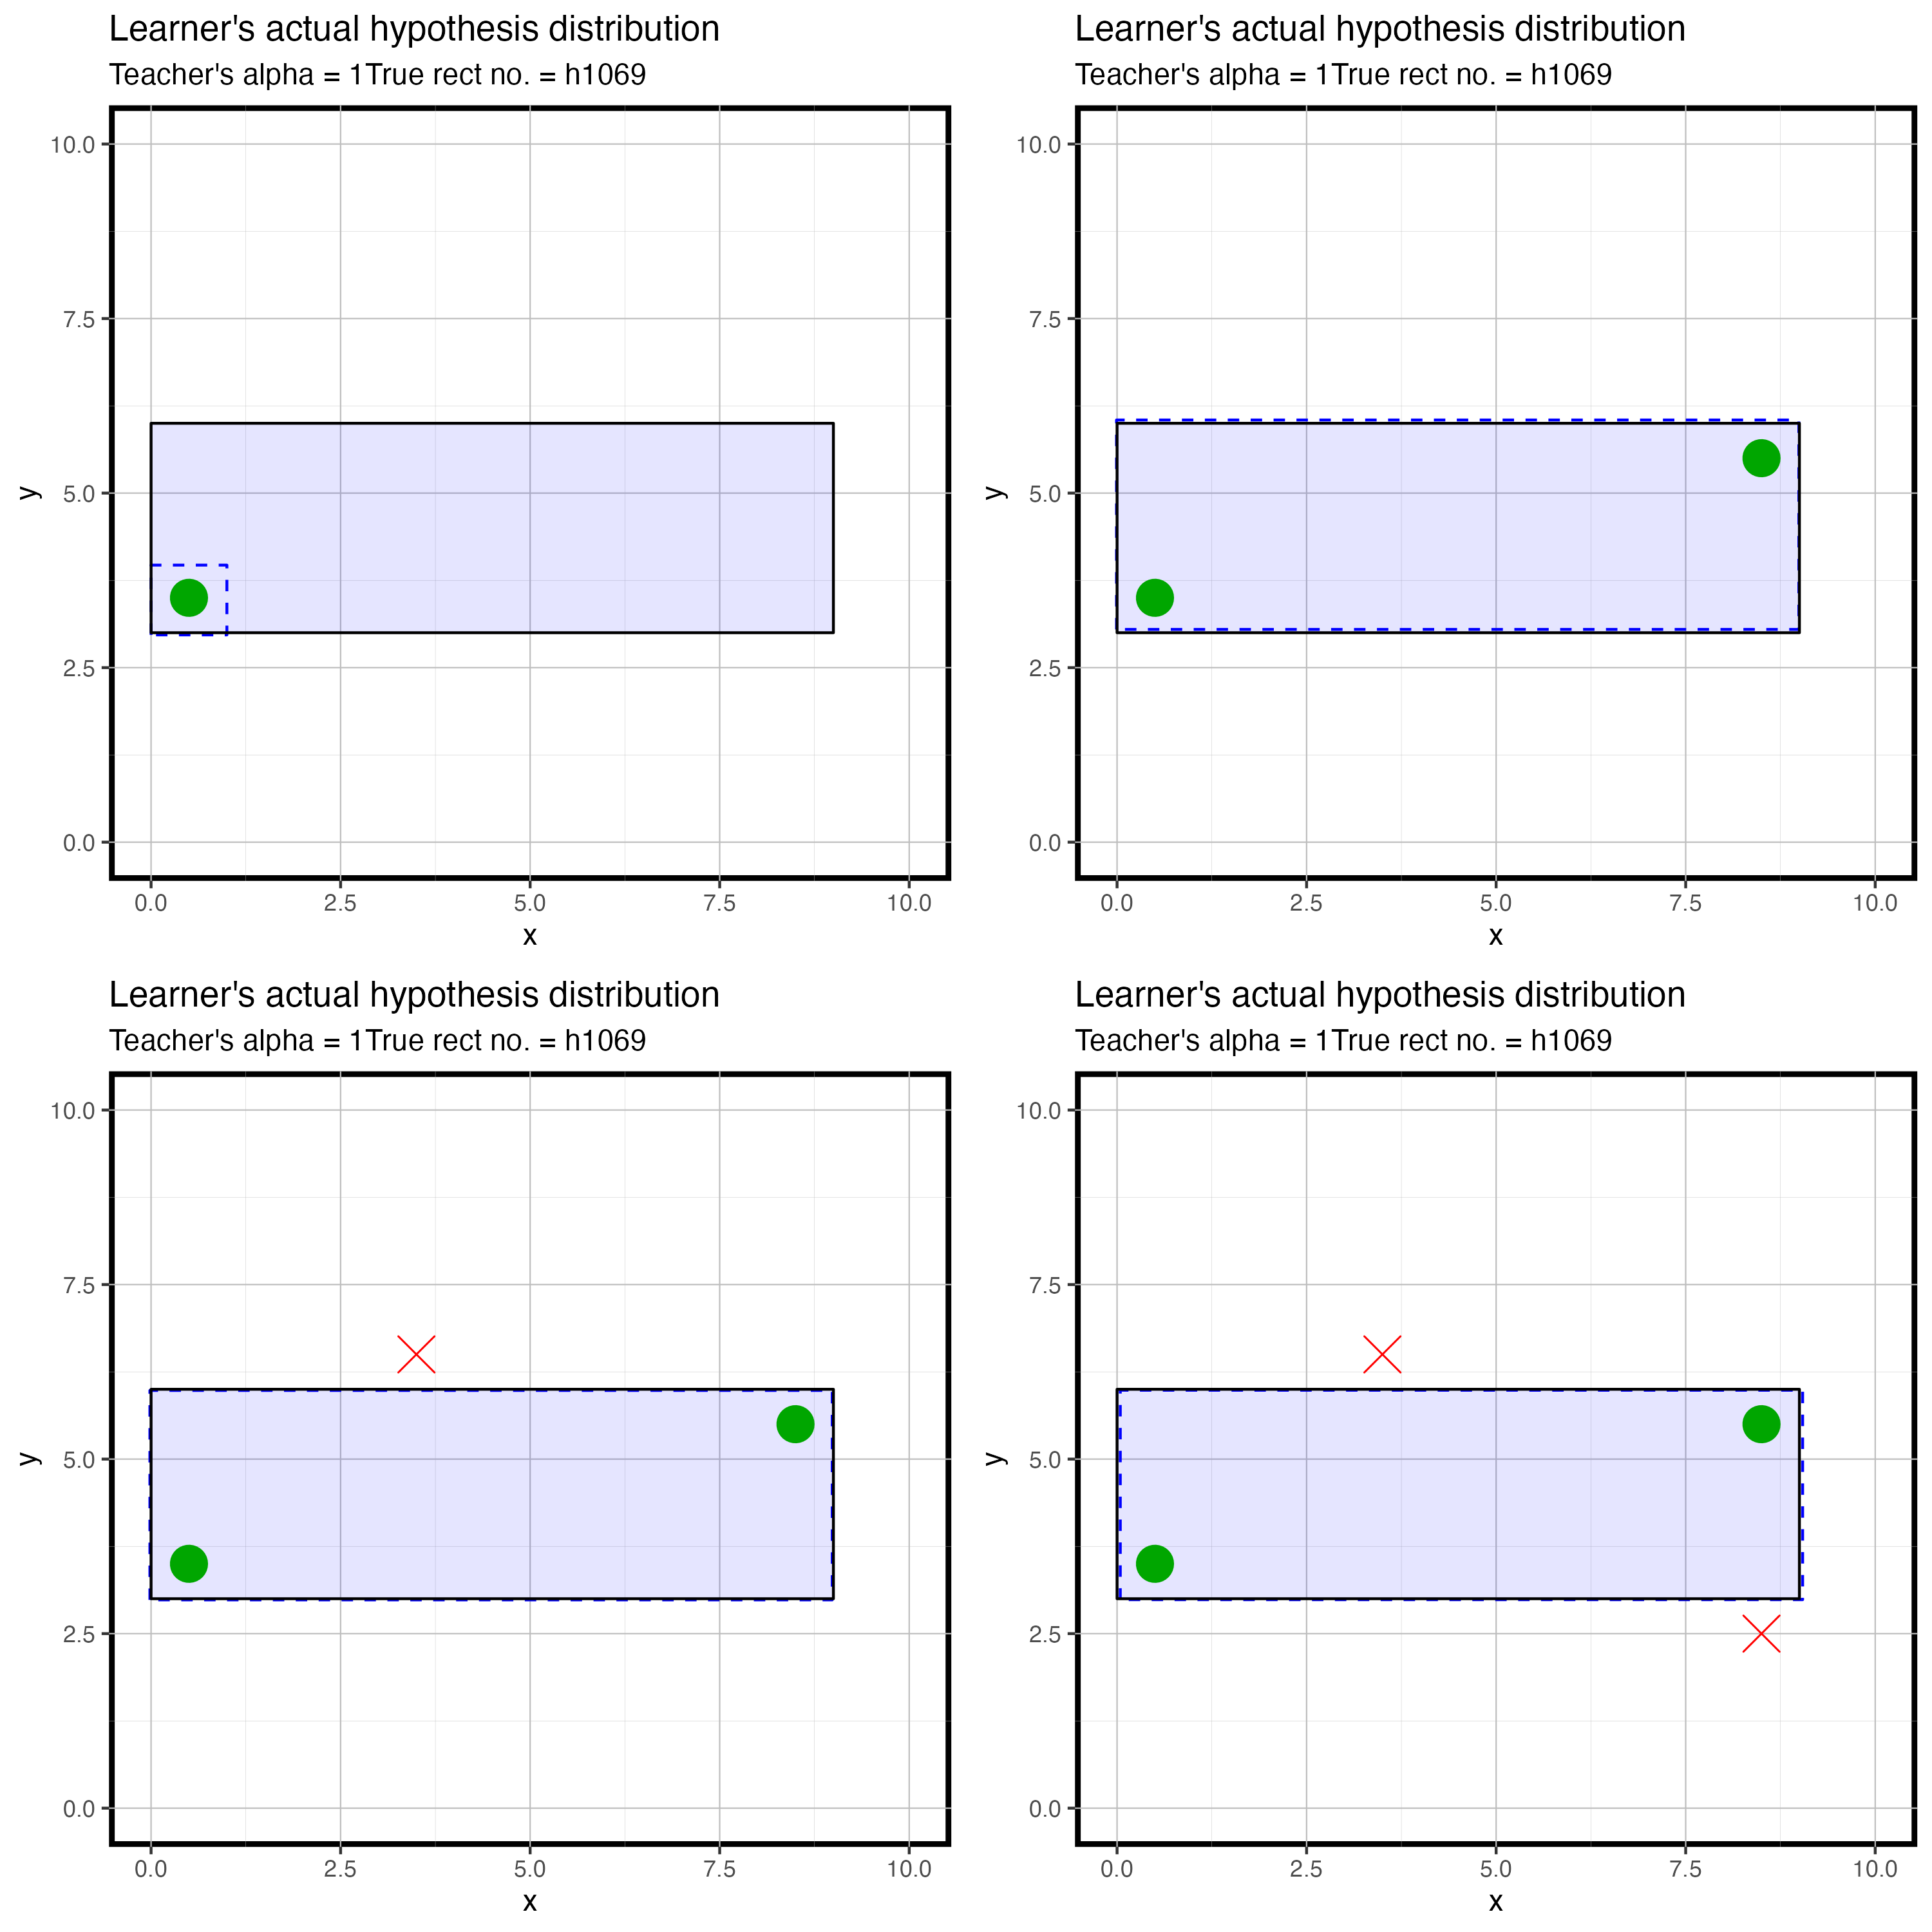 Learner's actual hypothesis distribution
Teacher's alpha = 1True rect no. = h1069
10.0
7.5
5.0
2.5
0.0
y
0.0 2.5 5.0 7.5 10.0
x
Learner's actual hypothesis distribution
Teacher's alpha = 1True rect no. = h1069
10.0
7.5
5.0
2.5
0.0
y
0.0 2.5 5.0 7.5 10.0
x
Learner's actual hypothesis distribution
Teacher's alpha = 1True rect no. = h1069
10.0
7.5
5.0
2.5
0.0
y
0.0 2.5 5.0 7.5 10.0
x
Learner's actual hypothesis distribution
Teacher's alpha = 1True rect no. = h1069
10.0
7.5
5.0
2.5
0.0
y
0.0 2.5 5.0 7.5 10.0
x